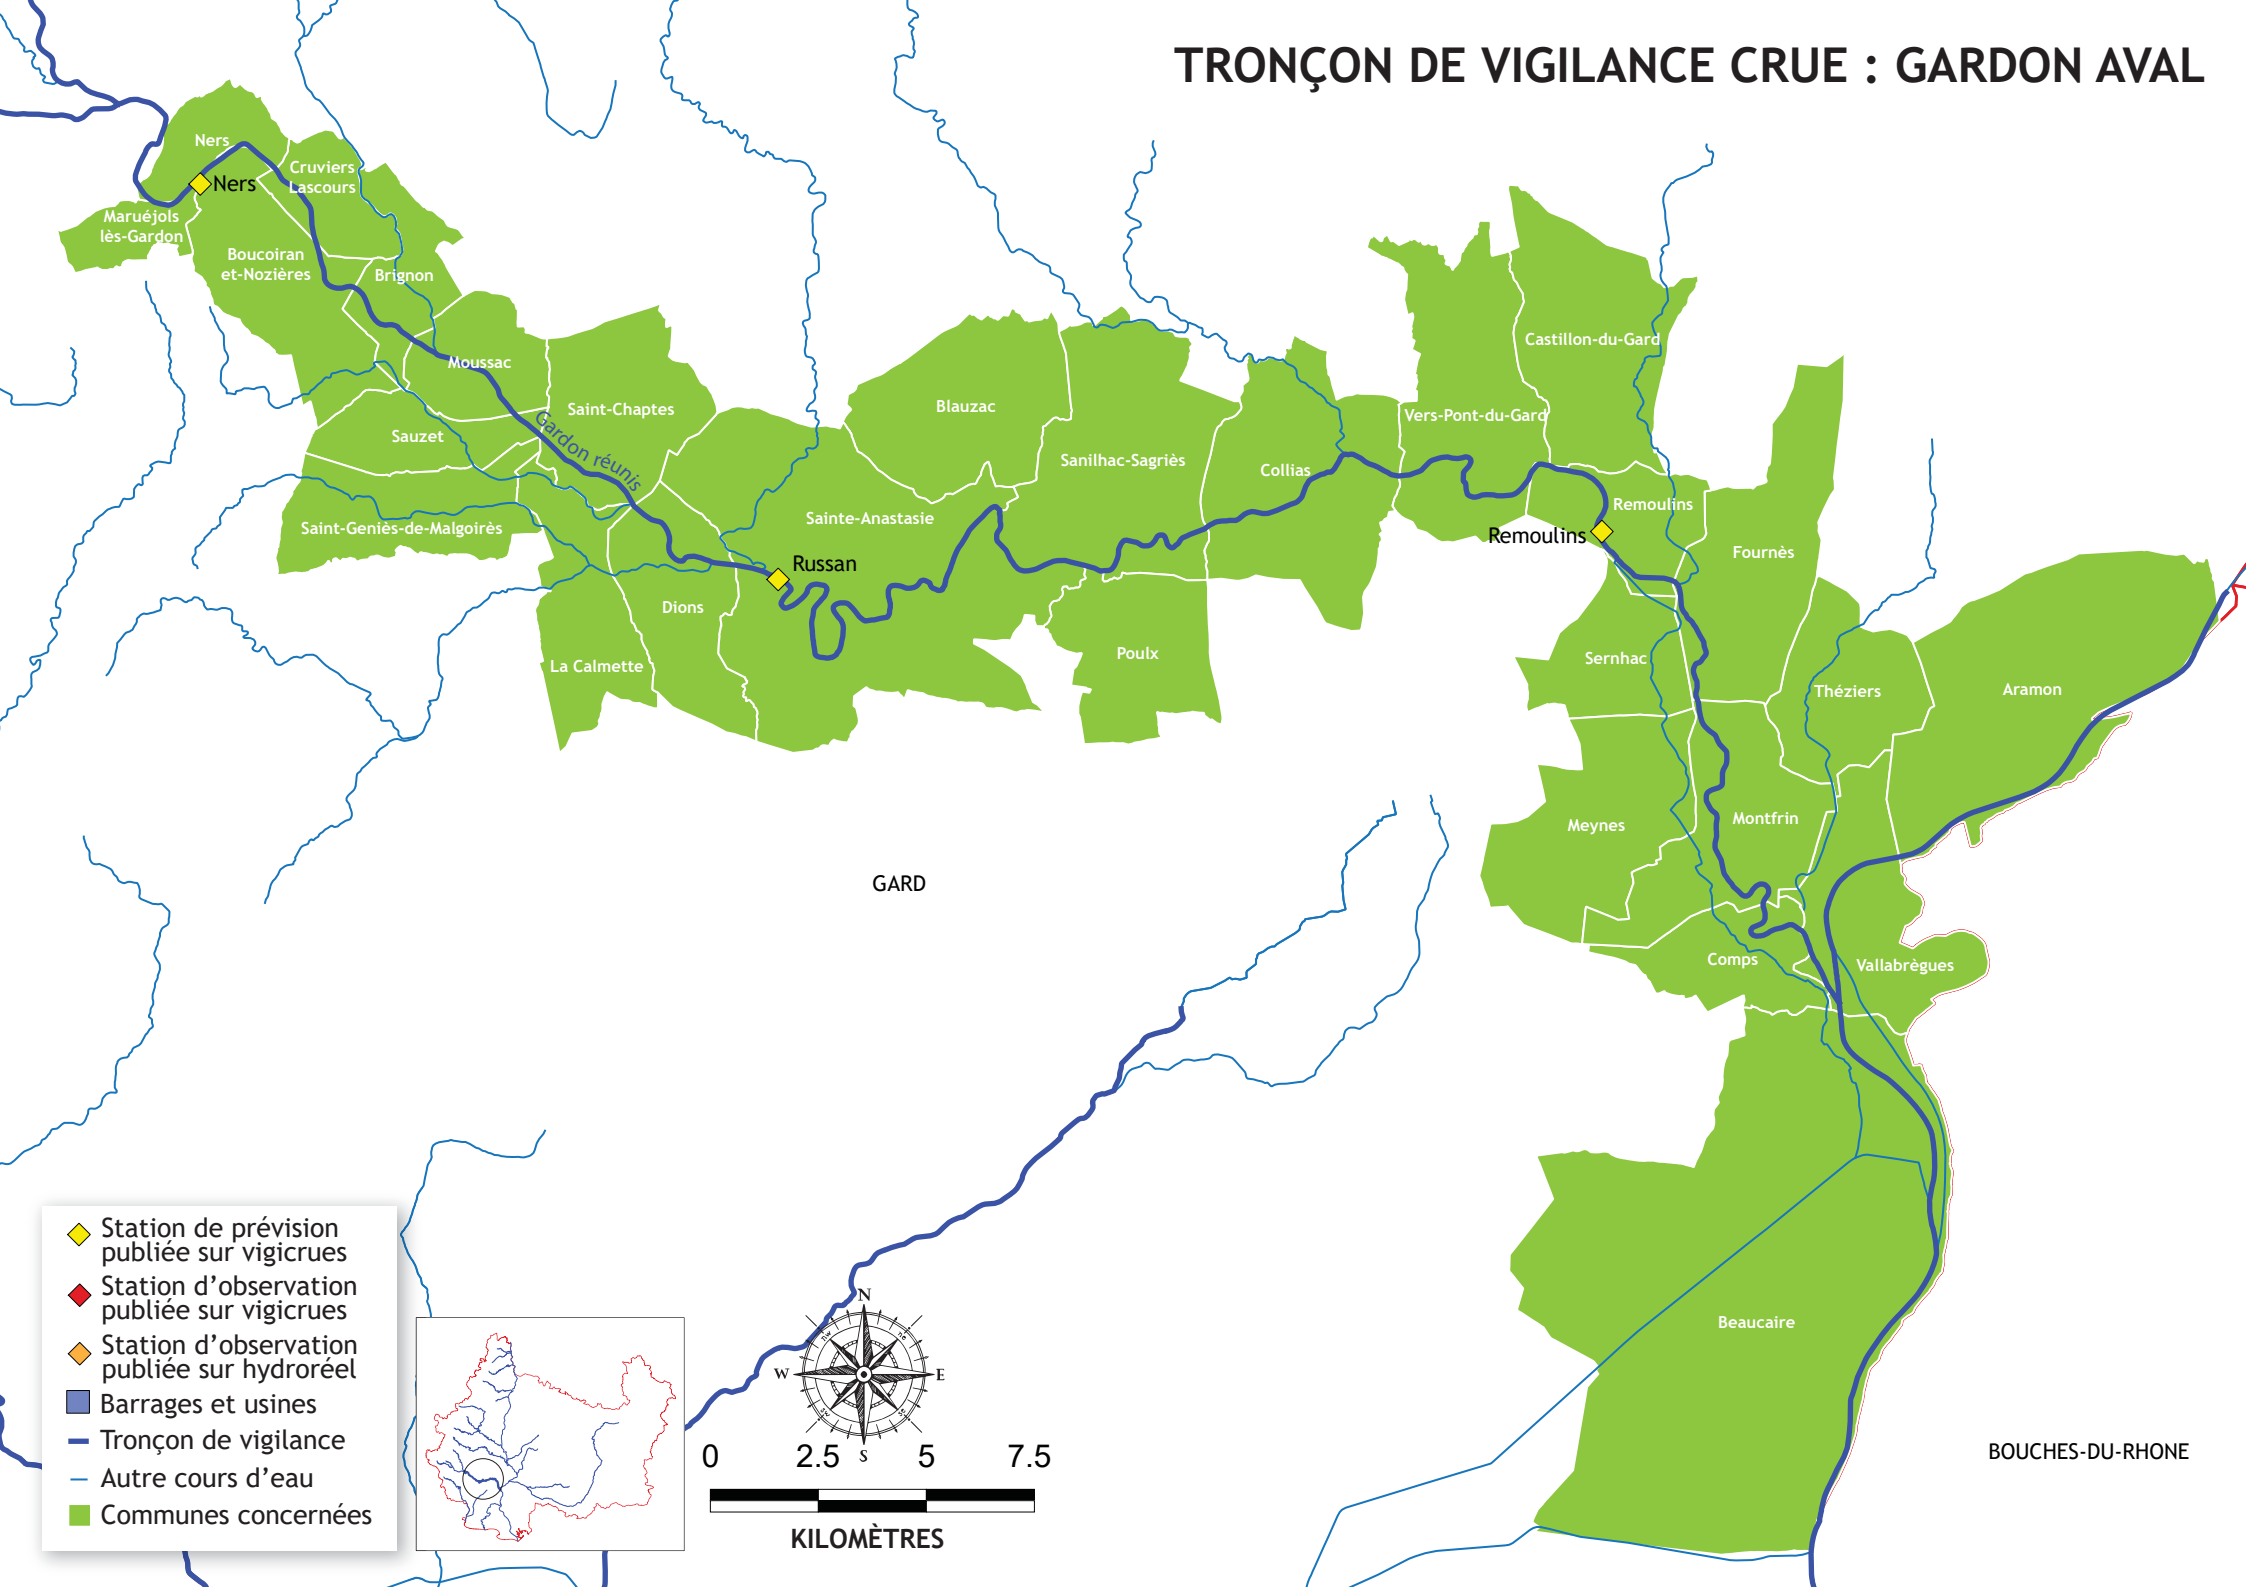 TRONÇON DE VIGILANCE CRUE : GARDON AVAL
Ners
Ners
Cruviers
Lascours
Maruéjols
lès-Gardon
Boucoiran
et-Nozières
Brignon
Moussac
Saint-Chaptes
Sauzet
Gardon réunis
Saint-Geniès-de-Malgoirès
Sainte-Anastasie
Blauzac
Sanilhac-Sagriès
Collias
Vers-Pont-du-Gard
Castillon-du-Gard
Remoulins
Remoulins
Fournès
Russan
Dions
La Calmette
Poulx
Sernhac
Théziers
Aramon
Meynes
Montfrin
Comps
Vallabrègues
GARD
Beaucaire
BOUCHES-DU-RHONE
Station de prévision
publiée sur vigicrues
Station d’observation
publiée sur vigicrues
Station d’observation
publiée sur hydroréel
Barrages et usines
Tronçon de vigilance
Autre cours d’eau
Communes concernées
N
nw
ne
W
E
sw
se
S
0 2.5 5 7.5
KILOMÈTRES